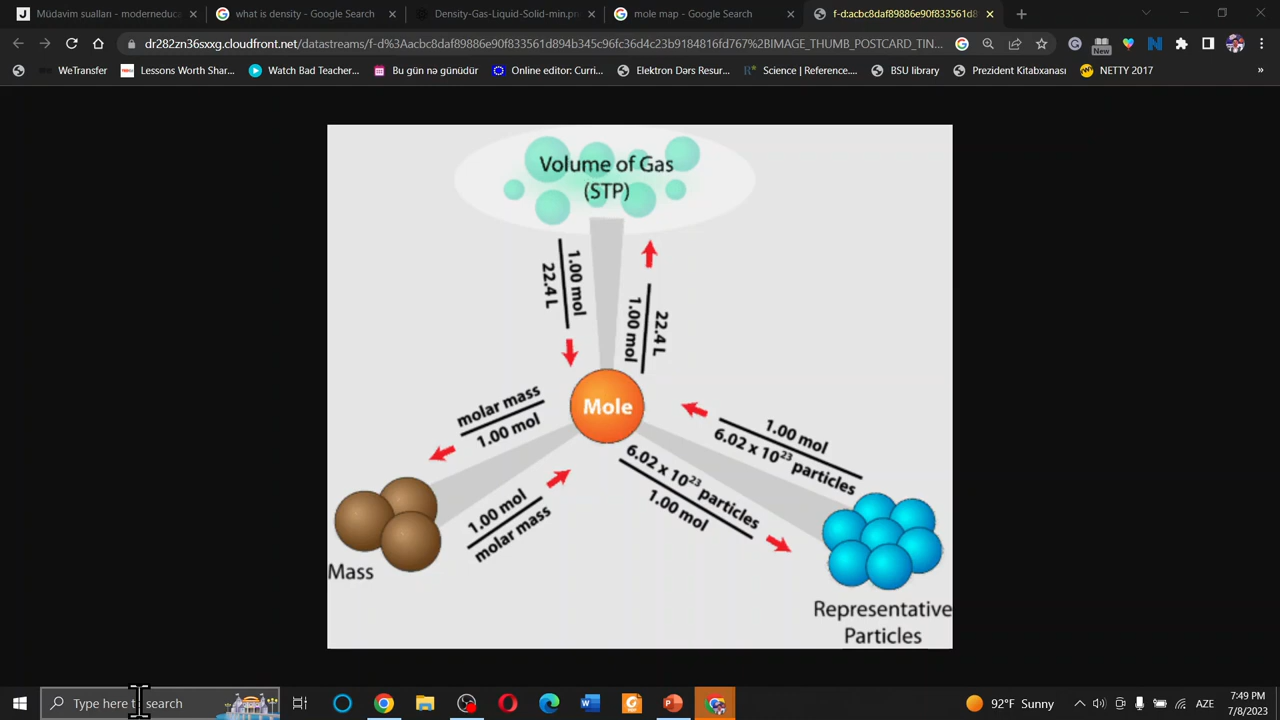 Müdavim sualları - moderneduca
what is density - Google Search
Density-Gas-Liquid-Solid-min.pn
mole map - Google Search
f-d:acbc8daf89886e90f833561d8
dr282zn36sxxg.cloudfront.net/datastreams/f-d%3Aacbc8daf89886e90f833561d894b345c96fc36d4c23b9184816fd767%2BIMAGE_THUMB_POSTCARD_TIN...
New
WeTransfer
Lessons Worth Shar...
Watch Bad Teacher...
Bu gün nə günüdür
Online editor: Curri...
Elektron Dərs Resur...
Science | Reference....
BSU library
Prezident Kitabxanası
NETTY 2017
»
Volume of Gas
(STP)
1.00 mol
22.4 L
22.4 L
1.00 mol
Mole
molar mass
1.00 mol
1.00 mol
6.02 x 10²³ particles
6.02 x 10²³ particles
1.00 mol
1.00 mol
molar mass
Mass
Representative
Particles
Type here t search
92°F Sunny
AZE
7:49 PM
7/8/2023